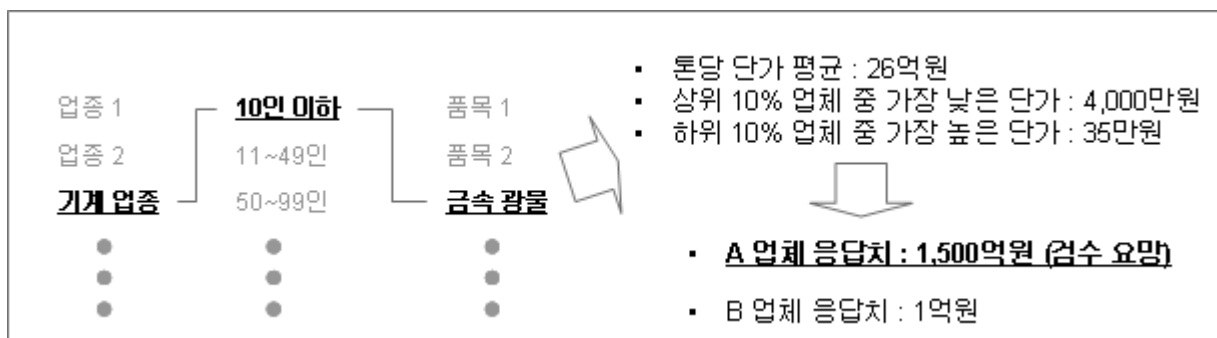 업종 1
업종 2
기계 업종
10인 이하
11~49인
50~99인
품목 1
품목 2
금속 광물
▪ 톤당 단가 평균 : 26억원
▪ 상위 10% 업체 중 가장 낮은 단가 : 4,000만원
▪ 하위 10% 업체 중 가장 높은 단가 : 35만원
▪ A 업체 응답치 : 1,500억원 (검수 요망)
▪ B 업체 응답치 : 1억원